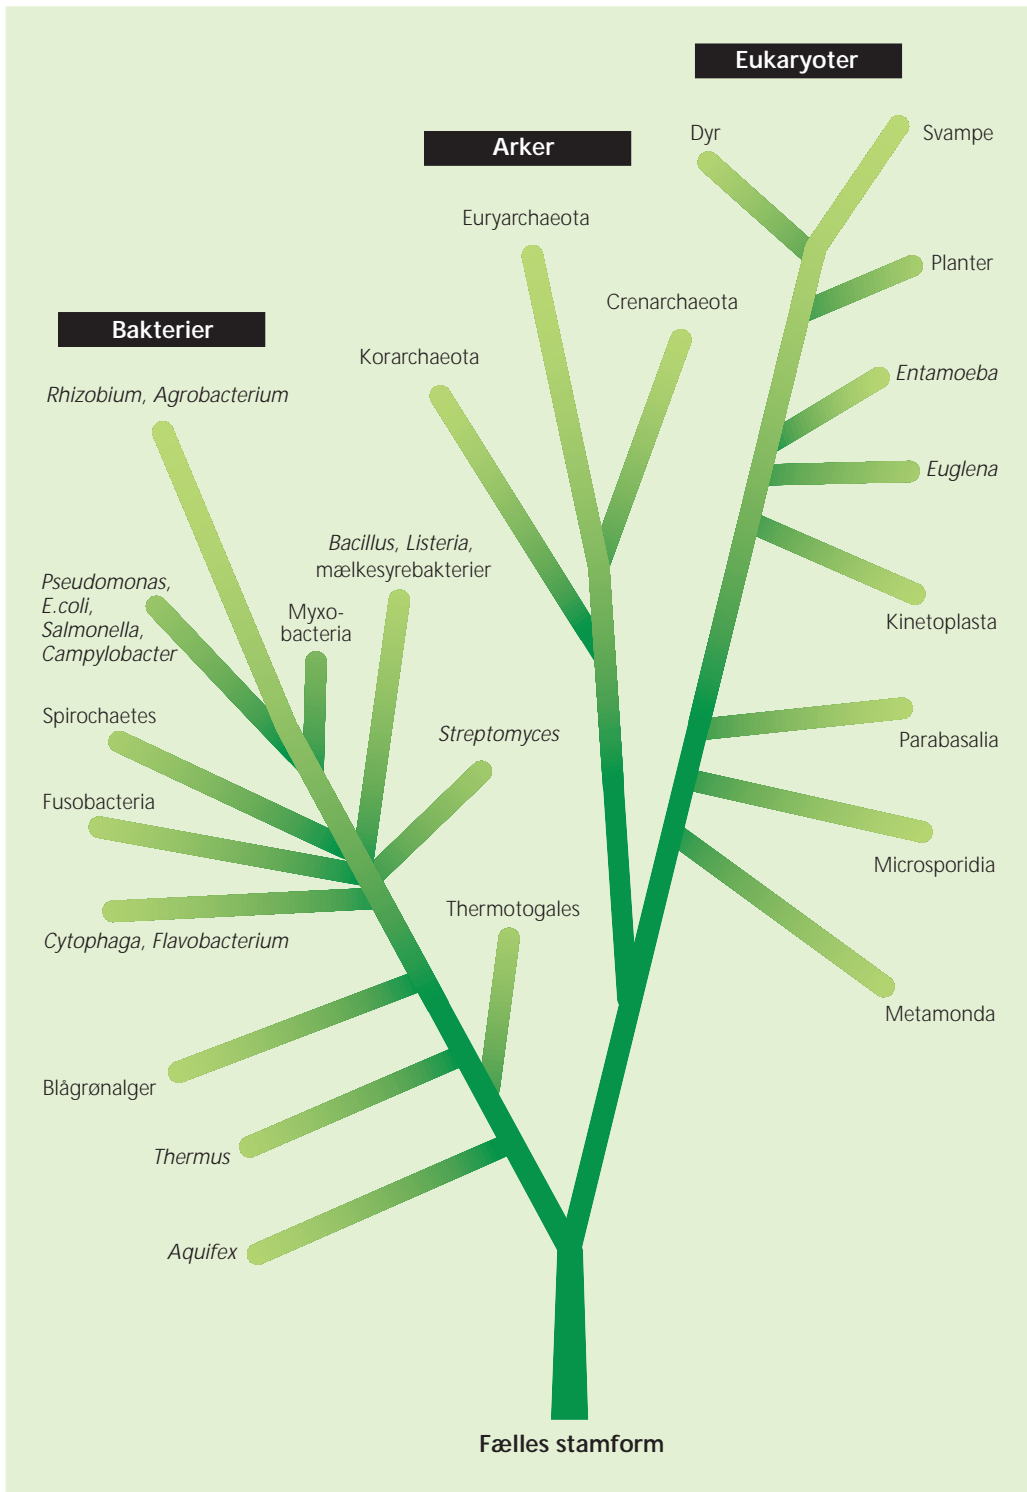 Eukaryoter
Dyr
Svampe
Arker
Euryarchaeota
Planter
Crenarchaeota
Bakterier
Korarchaeota
Entamoeba
Rhizobium, Agrobacterium
Euglena
Bacillus, Listeria,
mælkesyrebakterier
Pseudomonas,
E.coli,
Salmonella,
Campylobacter
Myxo-
bacteria
Kinetoplasta
Spirochaetes
Streptomyces
Parabasalia
Fusobacteria
Microsporidia
Thermotogales
Cytophaga, Flavobacterium
Metamonda
Blågrønalger
Thermus
Aquifex
Fælles stamform